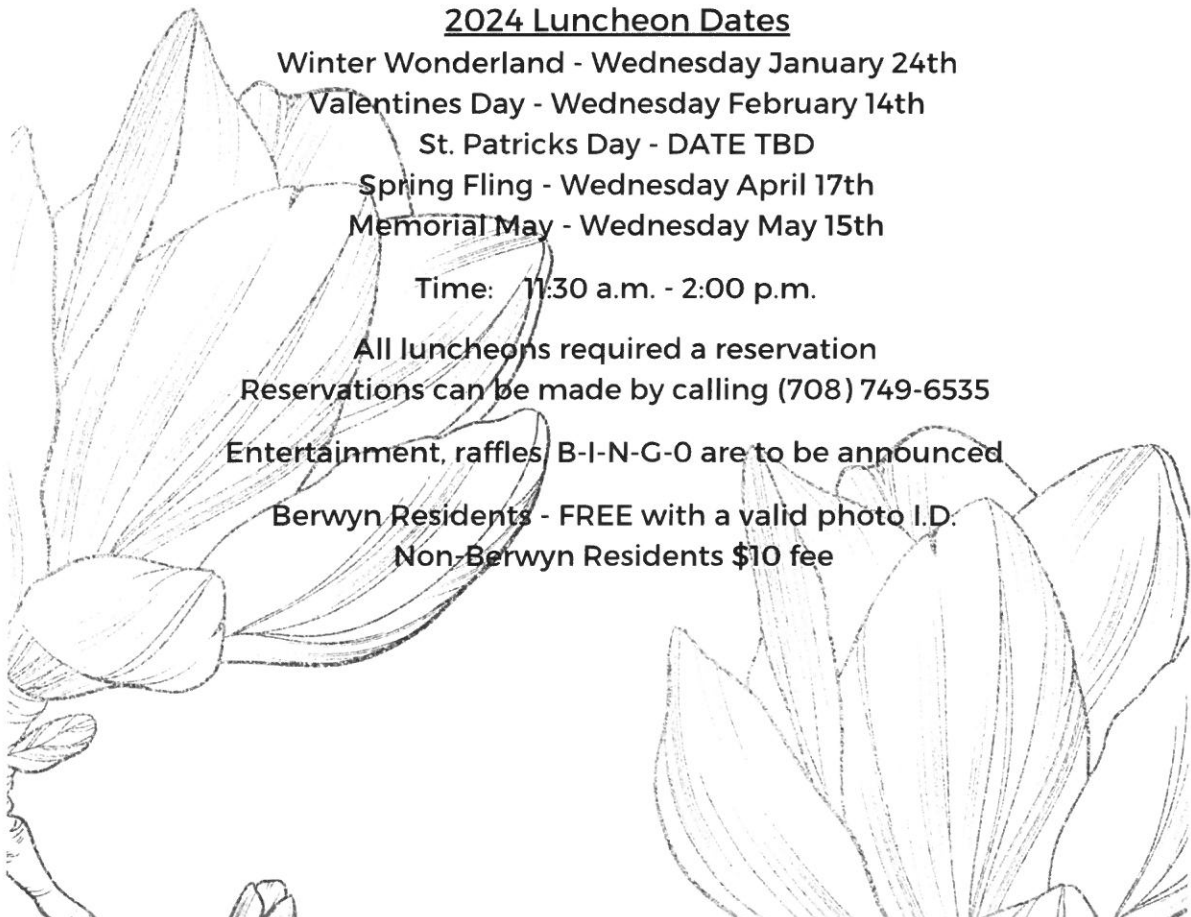 2024 Luncheon Dates
Winter Wonderland - Wednesday January 24th
Valentines Day - Wednesday February 14th
St. Patricks Day - DATE TBD
Spring Fling - Wednesday April 17th
Memorial May - Wednesday May 15th
Time: 11:30 a.m. - 2:00 p.m.
All luncheons required a reservation
Reservations can be made by calling (708) 749-6535
Entertainment, raffles, B-I-N-G-0 are to be announced
Berwyn Residents - FREE with a valid photo I.D.
Non-Berwyn Residents $10 fee